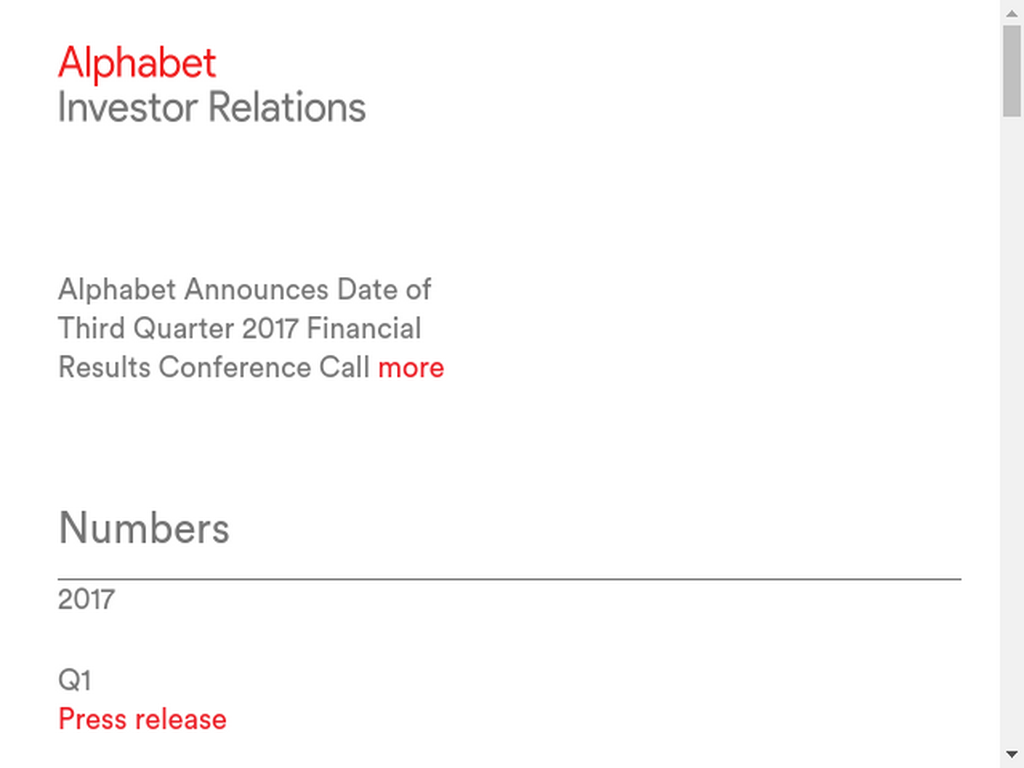 Alphabet
Investor Relations
Alphabet Announces Date of
Third Quarter 2017 Financial
Results Conference Call more
Numbers
2017
Q1
Press release